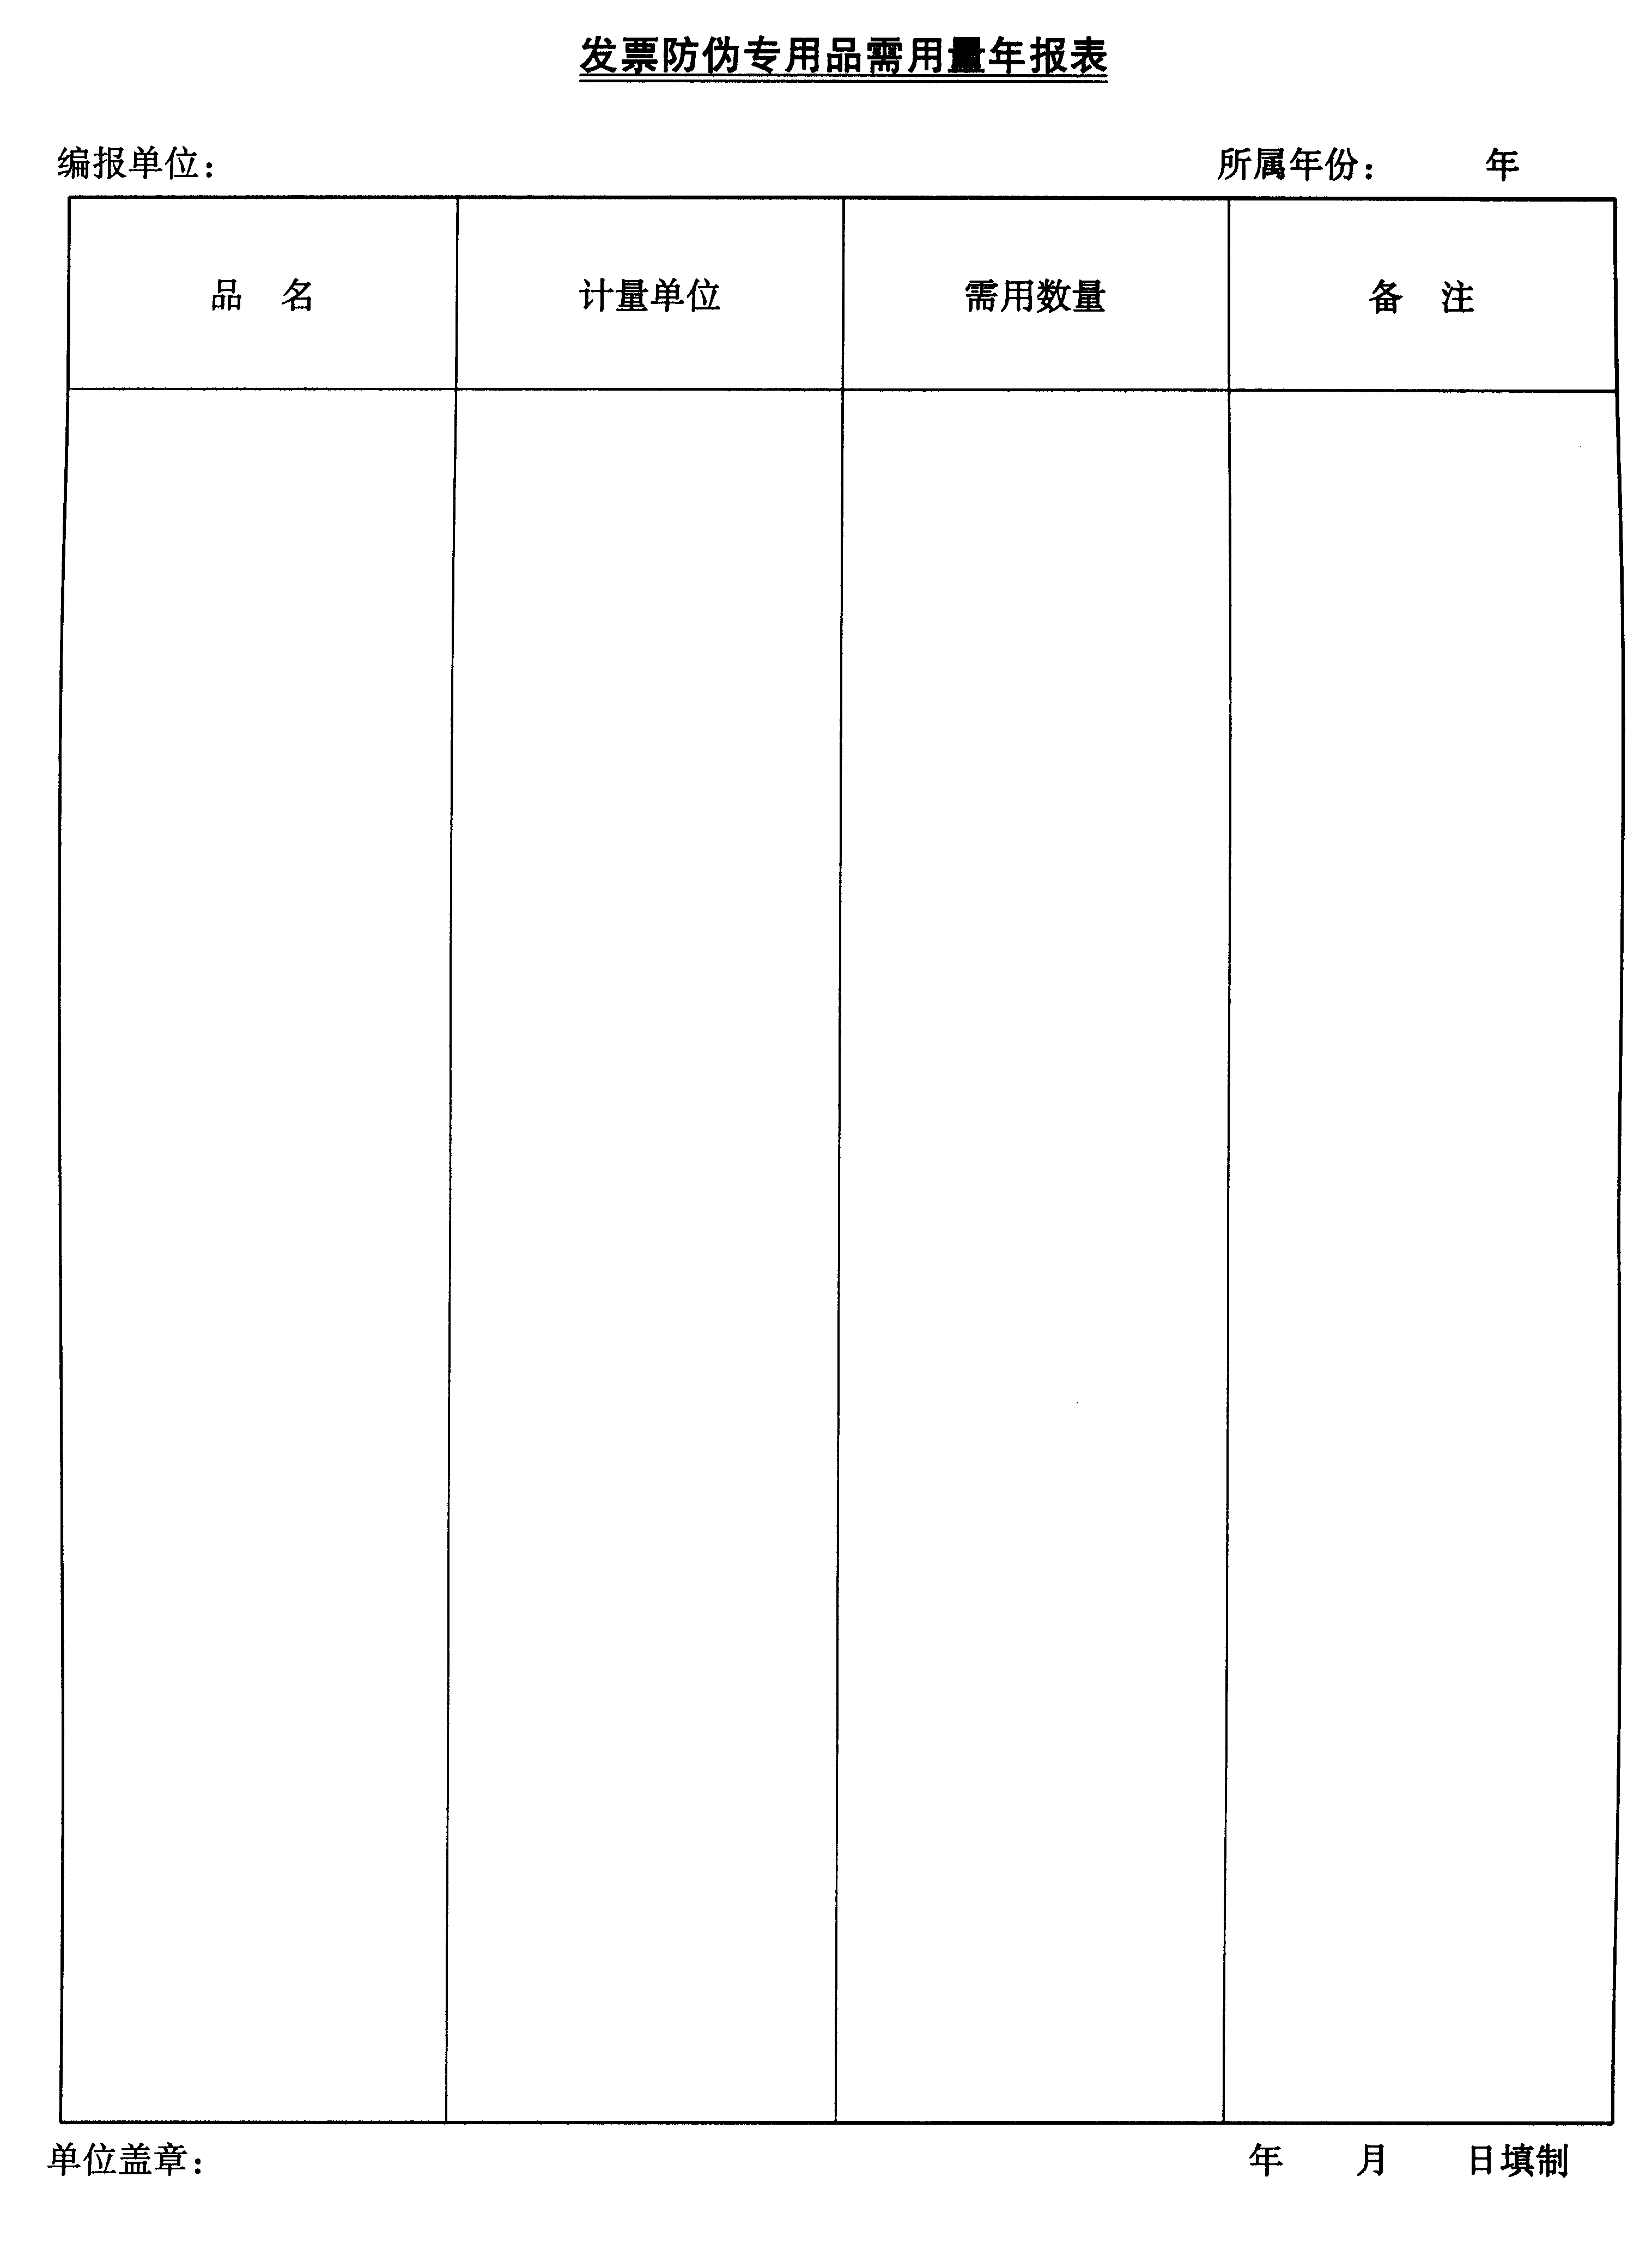 发票防伪专用品需用量年报表
编报单位： 所属年份： 年
品 名 计量单位 需用数量 备 注
单位盖章： 年 月 日填制